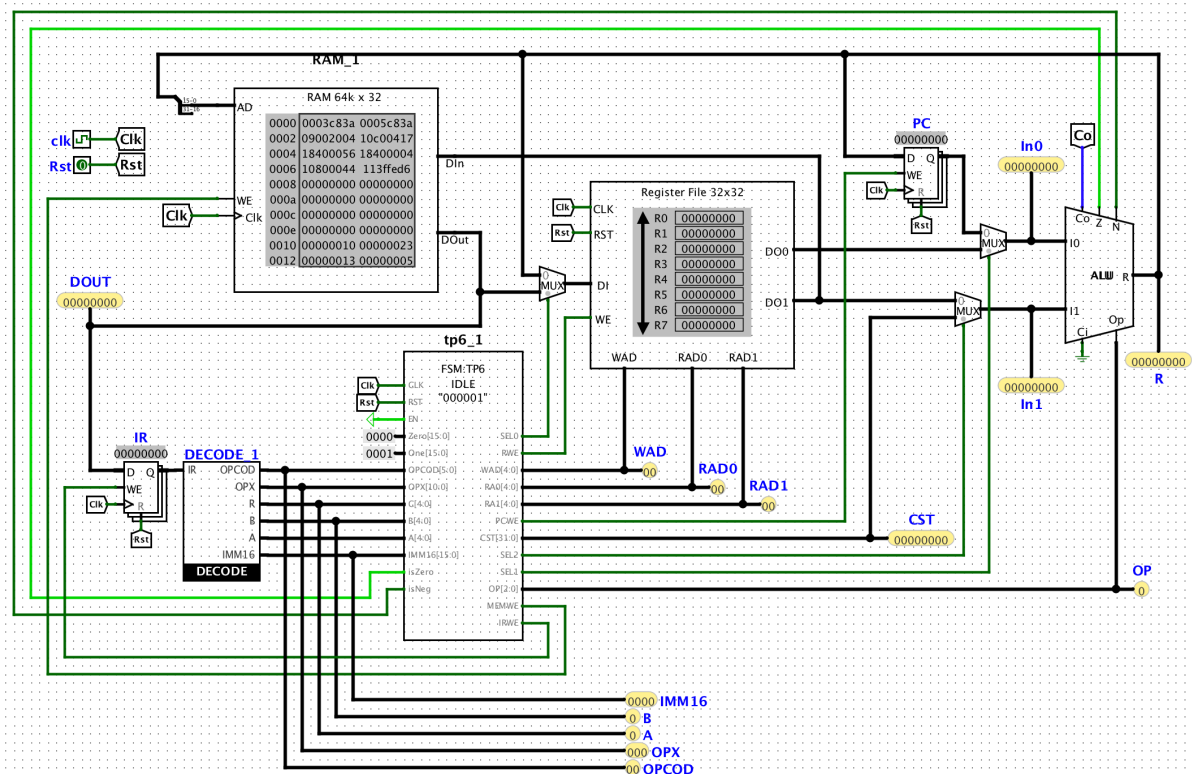 RAM_1
15-0
31-16
RAM 64k x 32
AD
0000 0003c83a 0005c83a
0002 09002004 10c00417
0004 18400056 18400004
0006 10800044 113ffed6
0008 00000000 00000000
000a 00000000 00000000
000c 00000000 00000000
000e 00000000 00000000
0010 00000010 00000023
0012 00000013 00000005
DIn
WE
Clk
Clk
DOut
clk
Clk
Rst
Rst
PC
00000000
D Q
WE
Clk
R
Rst
Co
In0
00000000
Register File 32x32
Clk
CLK
Rst
RST
R0 00000000
R1 00000000
R2 00000000
R3 00000000
R4 00000000
R5 00000000
R6 00000000
R7 00000000
DO0
DO1
DI
WE
WAD RAD0 RAD1
0
MUX
0
MUX
0
MUX
Co Z N
I0
ALU R
I1
Op
Ci
00000000
R
00000000
In1
DOUT
00000000
tp6_1
FSM:TP6
IDLE
"000001"
Clk
CLK
Rst
RST
EN
0000
Zero[15:0]
SEL0
0001
One[15:0]
RWE
OPCOD[5:0]
WAD[4:0]
OPX[10:0]
RA0[4:0]
C[4:0]
RA1[4:0]
B[4:0]
PCWE
A[4:0]
CST[31:0]
IMM16[15:0]
SEL2
isZero
SEL1
isNeg
OP[2:0]
MEMWE
IRWE
WAD
00
RAD0
00
RAD1
00
CST
00000000
OP
0
IR
00000000
D Q
WE
Clk
R
Rst
DECODE_1
IR OPCOD
OPX
R
B
A
IMM16
DECODE
0000 IMM16
0 B
0 A
000 OPX
00 OPCOD